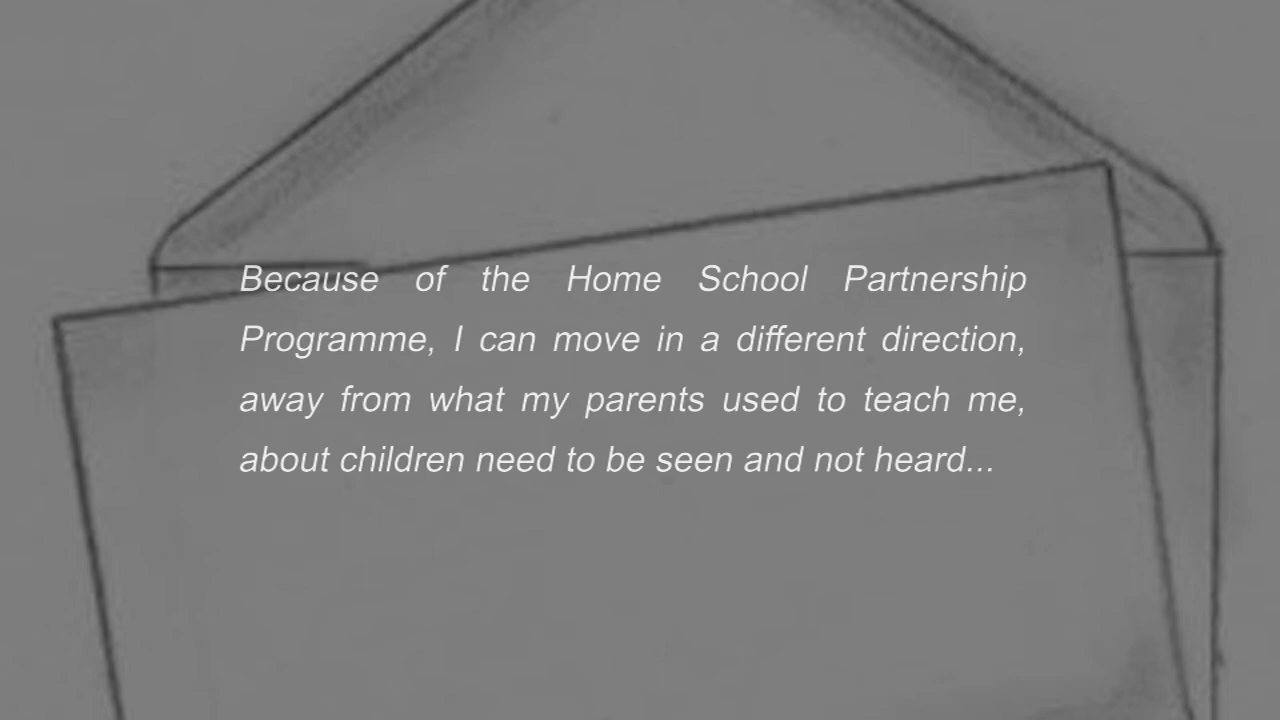 Because of the Home School Partnership
Programme, I can move in a different direction,
away from what my parents used to teach me,
about children need to be seen and not heard...